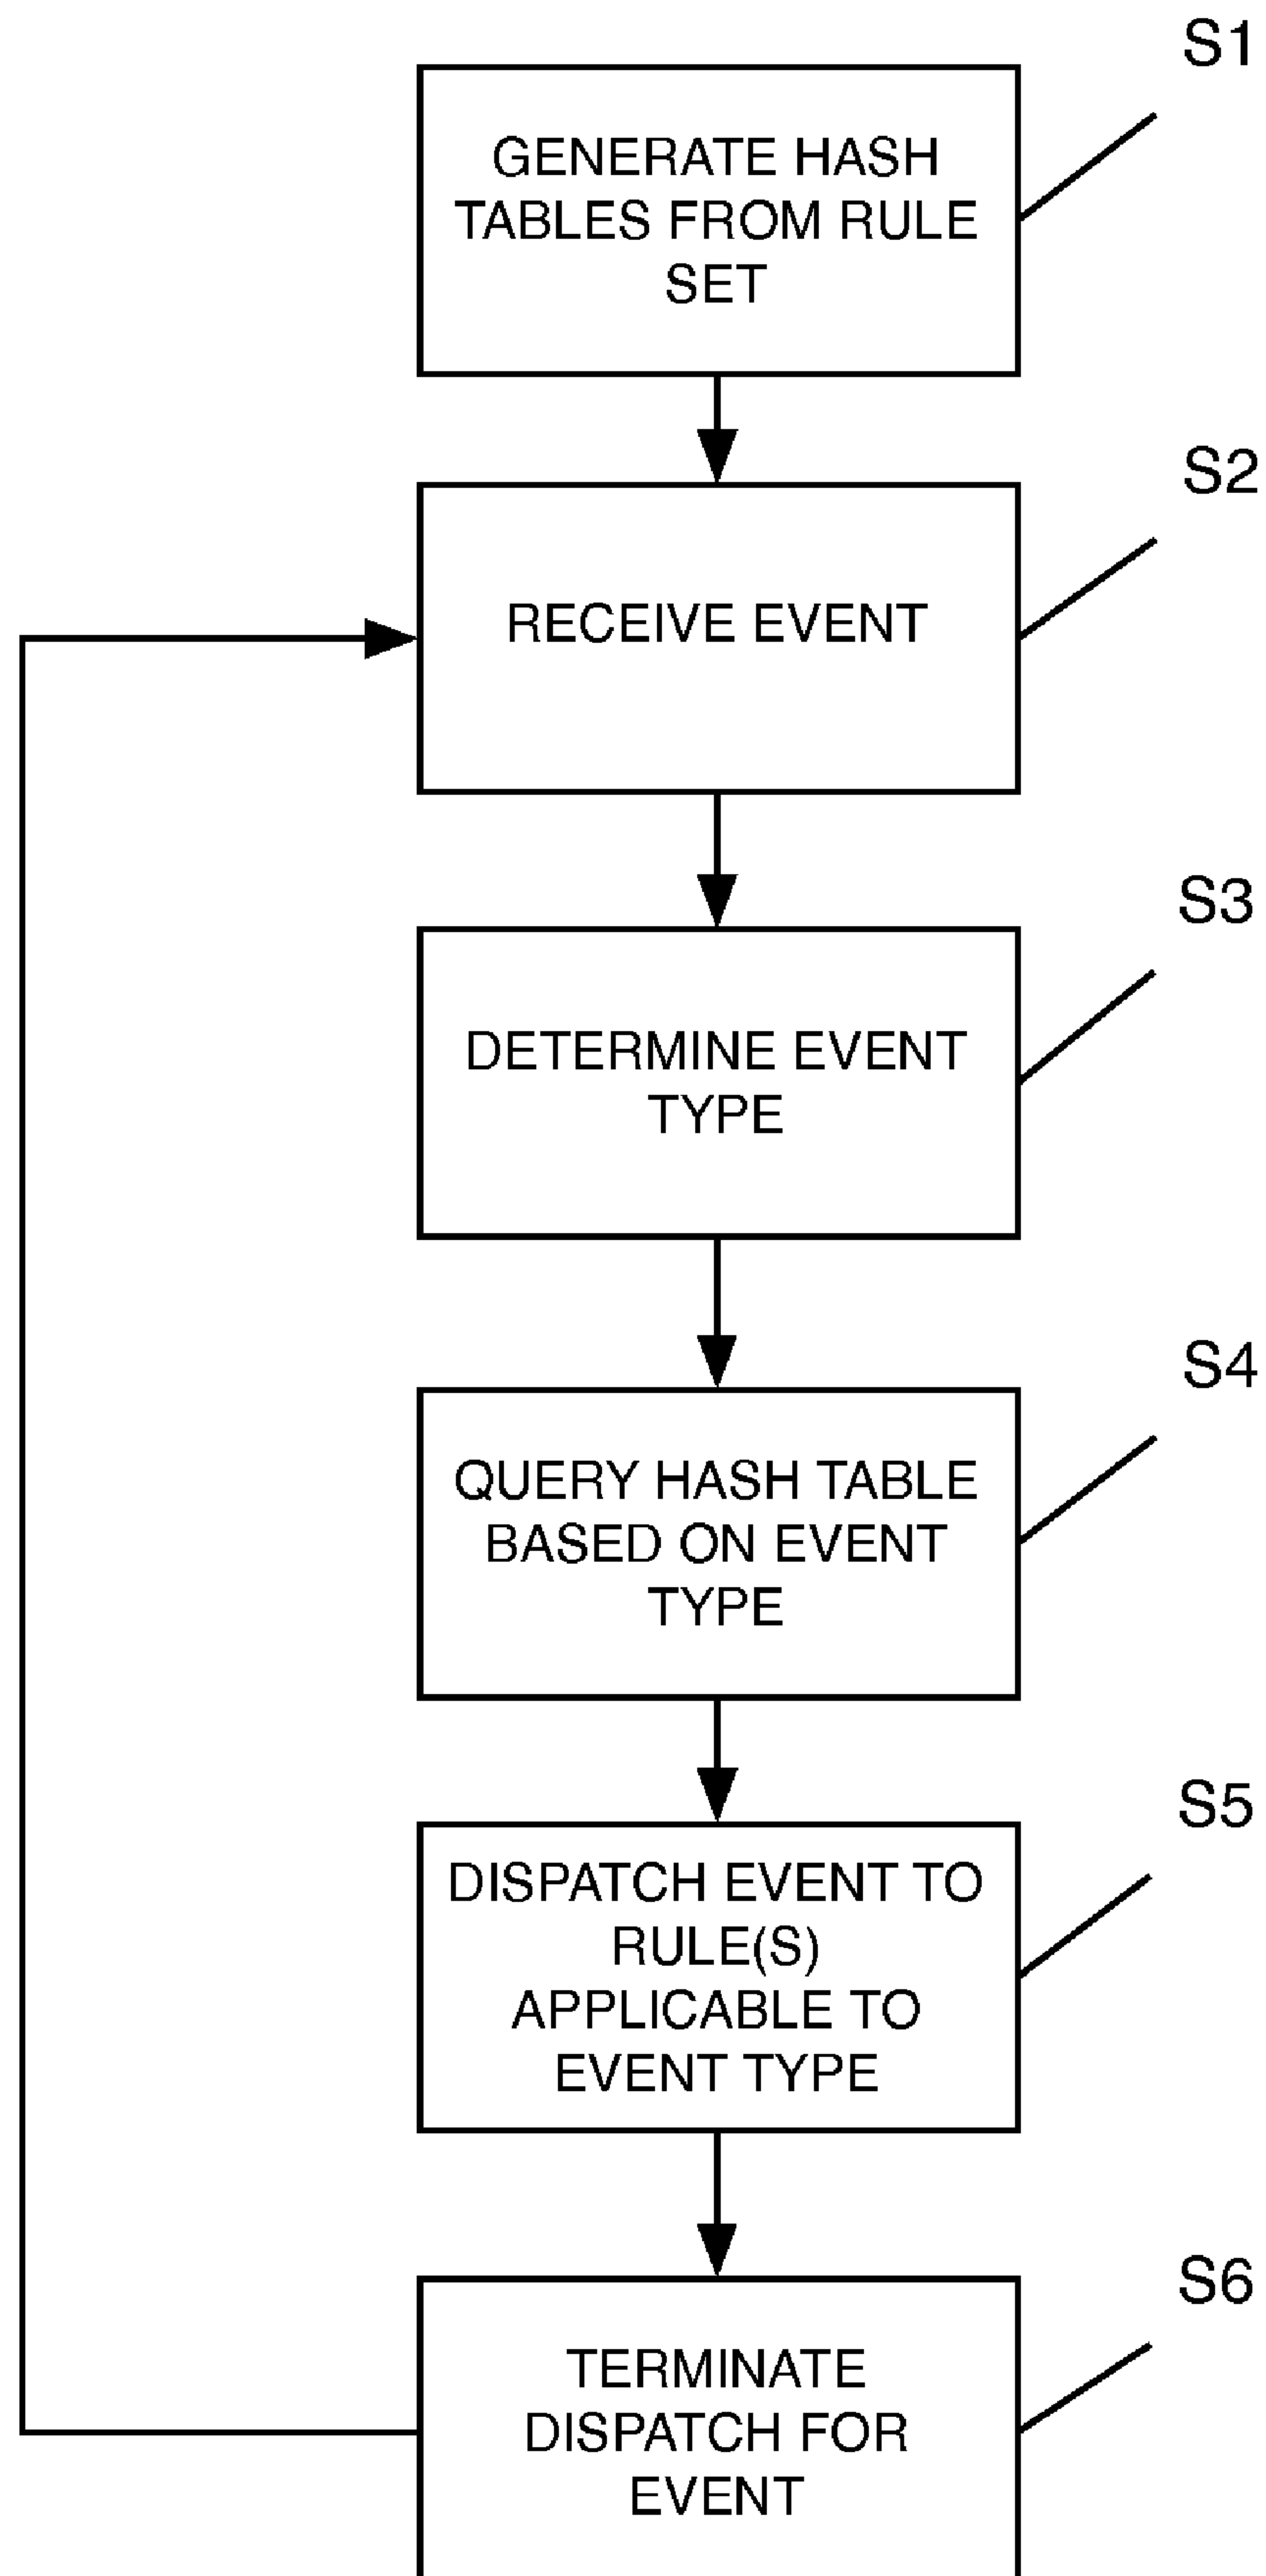 S1
GENERATE HASH
TABLES FROM RULE
SET
S2
RECEIVE EVENT
S3
DETERMINE EVENT
TYPE
S4
QUERY HASH TABLE
BASED ON EVENT
TYPE
S5
DISPATCH EVENT TO
RULE(S)
APPLICABLE TO
EVENT TYPE
S6
TERMINATE
DISPATCH FOR
EVENT